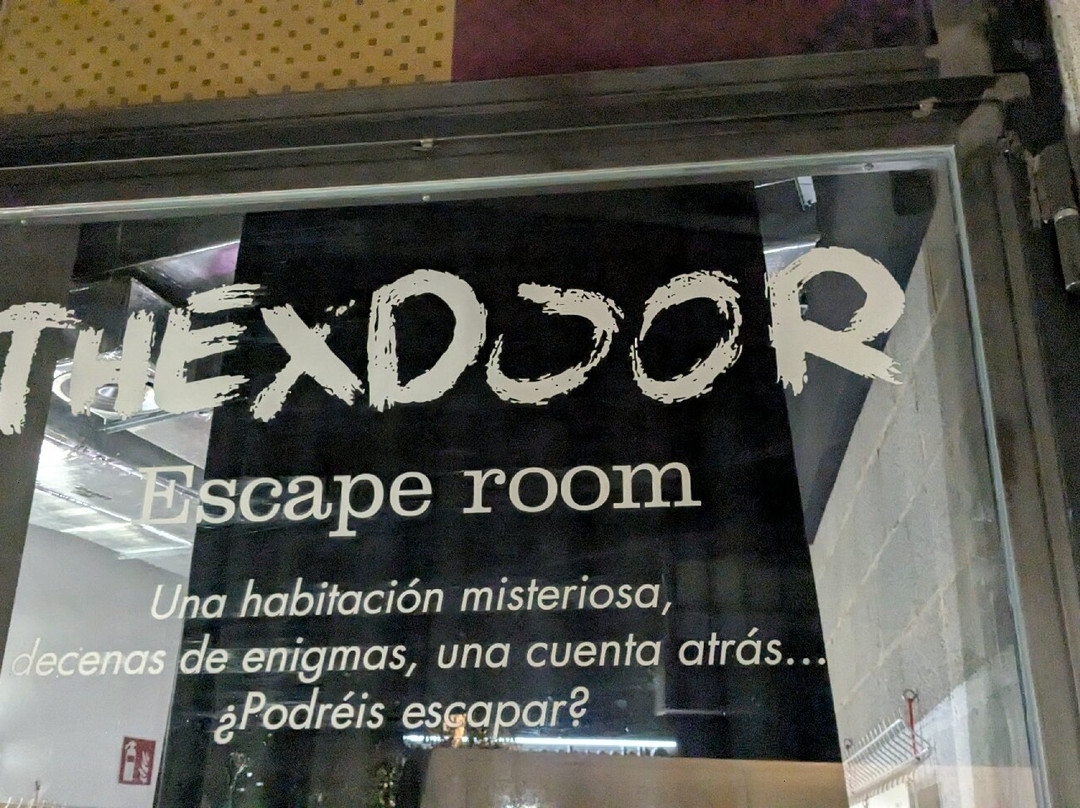 THEXDOOR
Escape room
Una habitación misteriosa,
decenas de enigmas, una cuenta atrás...
¿Podréis escapar?